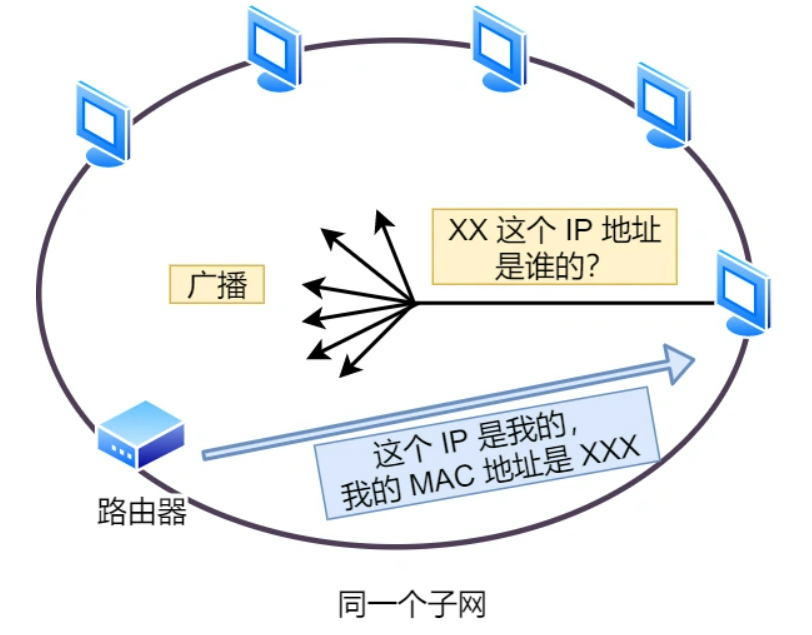 XX 这个 IP 地址
是谁的？
广播
这个 IP 是我的，
我的 MAC 地址是 XXX
路由器
同一个子网